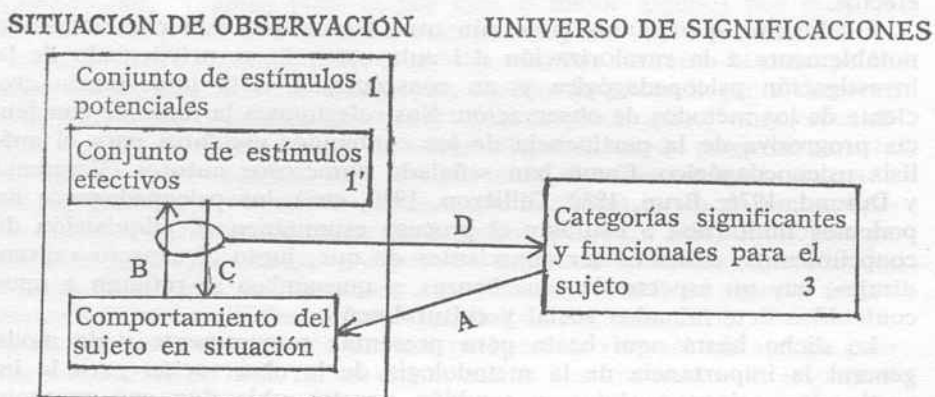 SITUACIÓN DE OBSERVACIÓN UNIVERSO DE SIGNIFICACIONES
Conjunto de estímulos
potenciales 1
Conjunto de estímulos
efectivos 1'
D
Categorías significantes
y funcionales para el
sujeto 3
B C
A
Comportamiento del
sujeto en situación